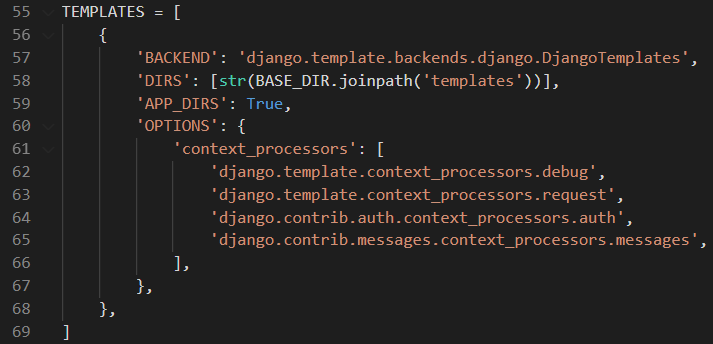 55 TEMPLATES = [
56     {
57         'BACKEND': 'django.template.backends.django.DjangoTemplates',
58         'DIRS': [str(BASE_DIR.joinpath('templates'))],
59         'APP_DIRS': True,
60         'OPTIONS': {
61             'context_processors': [
62                 'django.template.context_processors.debug',
63                 'django.template.context_processors.request',
64                 'django.contrib.auth.context_processors.auth',
65                 'django.contrib.messages.context_processors.messages',
66             ],
67         },
68     },
69 ]